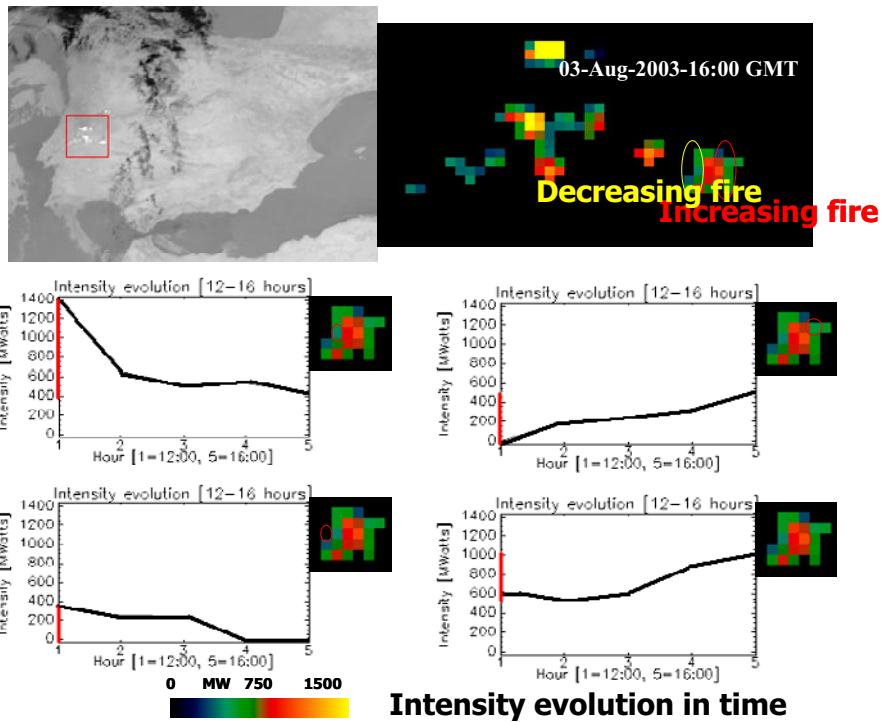 03-Aug-2003-16:00 GMT
Decreasing fire
Increasing fire
Intensity evolution [12-16 hours]
1400
1200
1000
800
600
400
200
0
Intensity [MWatts]
1 2 3 4 5
Hour [1=12:00, 5=16:00]
Intensity evolution [12-16 hours]
1400
1200
1000
800
600
400
200
0
Intensity [MWatts]
1 2 3 4 5
Hour [1=12:00, 5=16:00]
Intensity evolution [12-16 hours]
1400
1200
1000
800
600
400
200
0
Intensity [MWatts]
1 2 3 4 5
Hour [1=12:00, 5=16:00]
Intensity evolution [12-16 hours]
1400
1200
1000
800
600
400
200
0
Intensity [MWatts]
1 2 3 4 5
Hour [1=12:00, 5=16:00]
0 MW 750 1500
Intensity evolution in time